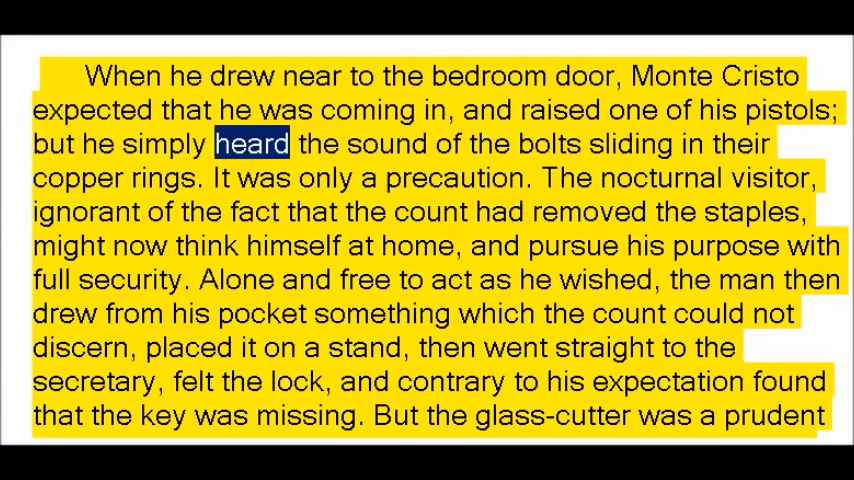 When he drew near to the bedroom door, Monte Cristo
expected that he was coming in, and raised one of his pistols;
but he simply heard the sound of the bolts sliding in their
copper rings. It was only a precaution. The nocturnal visitor,
ignorant of the fact that the count had removed the staples,
might now think himself at home, and pursue his purpose with
full security. Alone and free to act as he wished, the man then
drew from his pocket something which the count could not
discern, placed it on a stand, then went straight to the
secretary, felt the lock, and contrary to his expectation found
that the key was missing. But the glass-cutter was a prudent